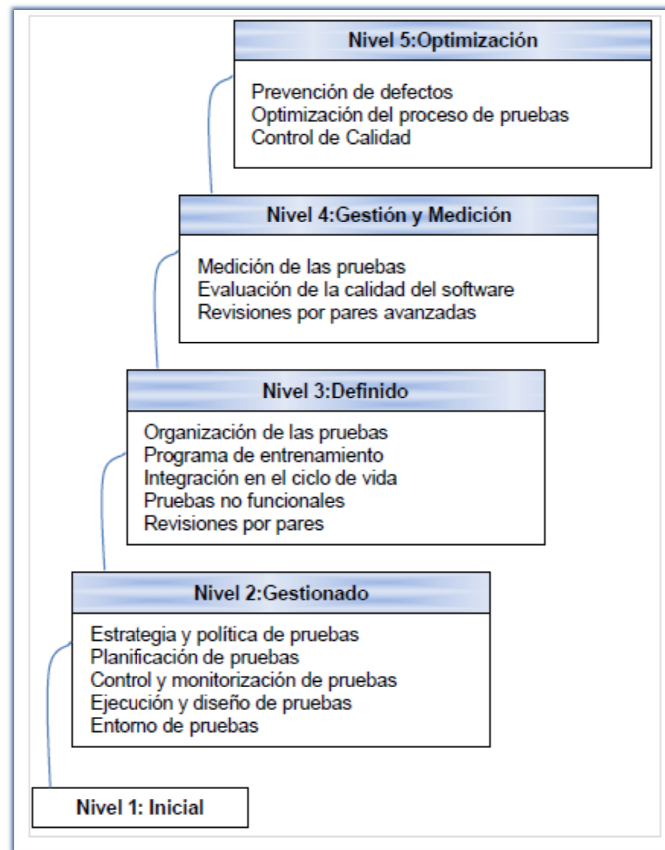 Nivel 5:Optimización
Prevención de defectos
Optimización del proceso de pruebas
Control de Calidad
Nivel 4:Gestión y Medición
Medición de las pruebas
Evaluación de la calidad del software
Revisiones por pares avanzadas
Nivel 3:Definido
Organización de las pruebas
Programa de entrenamiento
Integración en el ciclo de vida
Pruebas no funcionales
Revisiones por pares
Nivel 2:Gestionado
Estrategia y política de pruebas
Planificación de pruebas
Control y monitorización de pruebas
Ejecución y diseño de pruebas
Entorno de pruebas
Nivel 1: Inicial